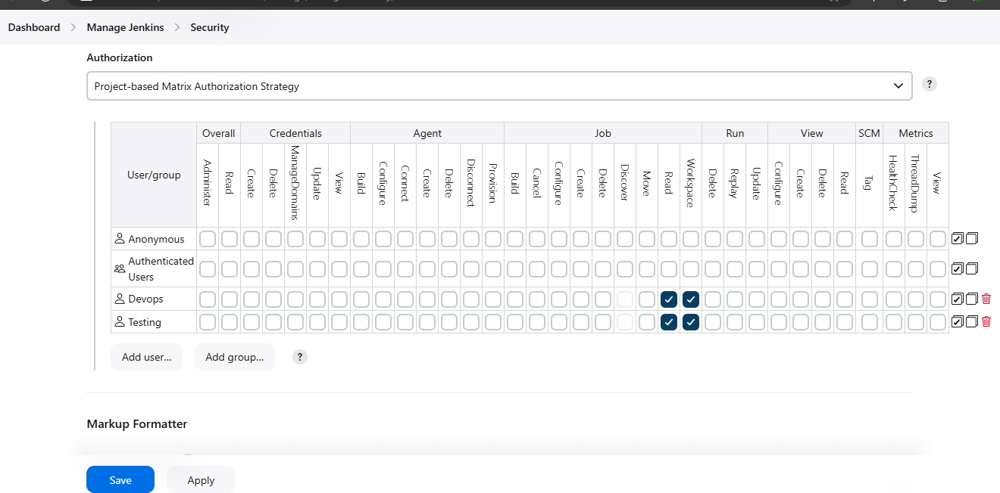 Dashboard > Manage Jenkins > Security
Authorization
Project-based Matrix Authorization Strategy
?
User/group
Overall Credentials Agent Job Run View SCM Metrics
Administer
Read
Create
Delete
ManageDomains
Update
View
Build
Configure
Connect
Create
Delete
Disconnect
Provision
Build
Cancel
Configure
Create
Delete
Discover
Move
Read
Workspace
Delete
Replay
Update
Configure
Create
Delete
Read
Tag
HealthCheck
ThreadDump
View
Anonymous
Authenticated
Users
Devops
Testing
Add user... Add group... ?
Markup Formatter
Save Apply